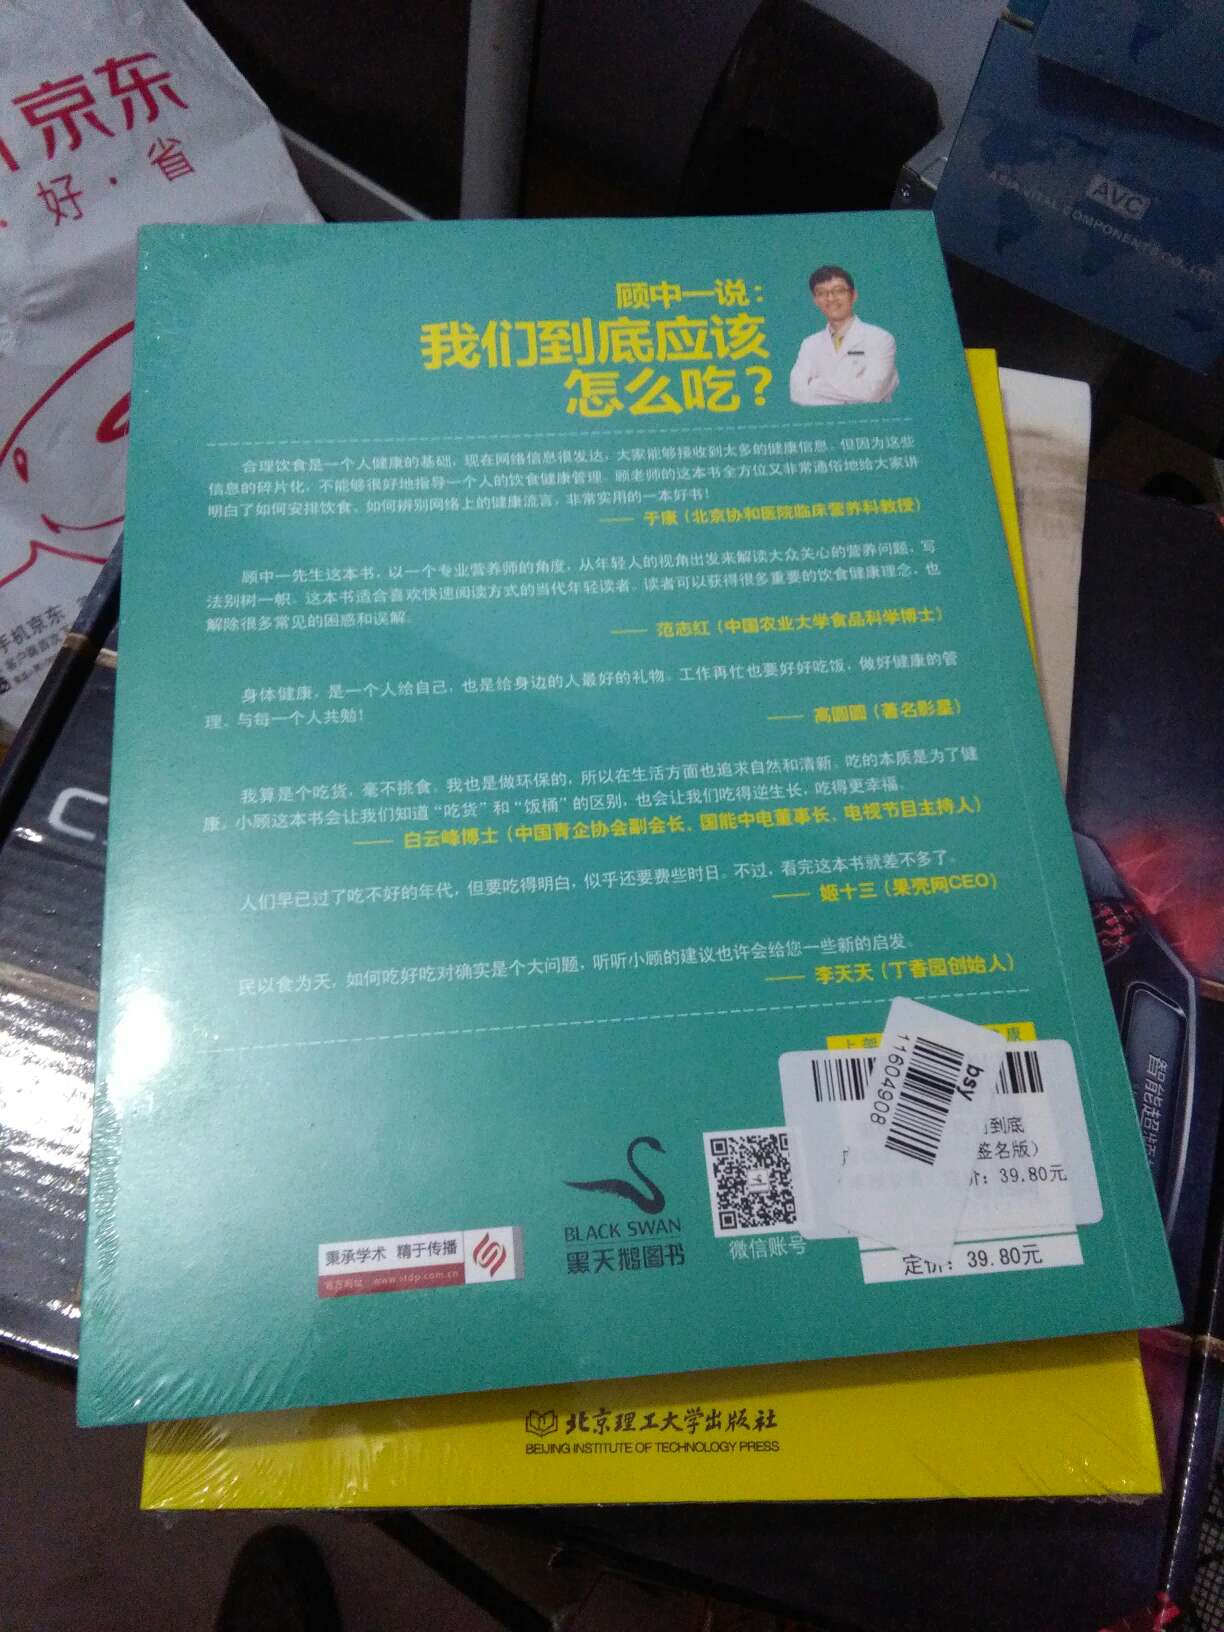 京东
好·省
手机京东
AVC
ASIA VITAL COMPONENTS CO.,LTD
顾中一说：
我们到底应该
怎么吃？
合理饮食是一个人健康的基础，现在网络信息很发达，大家能够接收到太多的健康信息。但因为这些
信息的碎片化，不能够很好地指导一个人的饮食健康管理。顾老师的这本书全方位又非常通俗地给大家讲
明白了如何安排饮食、如何辨别网络上的健康流言，非常实用的一本好书！
—— 于康（北京协和医院临床营养科教授）
顾中一先生这本书，以一个专业营养师的角度，从年轻人的视角出发来解读大众关心的营养问题，写
法别树一帜。这本书适合喜欢快速阅读方式的当代年轻读者。读者可以获得很多重要的饮食健康理念，也
解除很多常见的困惑和误解。
—— 范志红（中国农业大学食品科学博士）
身体健康，是一个人给自己，也是给身边的人最好的礼物。工作再忙也要好好吃饭，做好健康的管
理。与每一个人共勉！
—— 高圆圆（著名影星）
我算是个吃货，毫不挑食。我也是做环保的，所以在生活方面也追求自然和清新。吃的本质是为了健
康。小顾这本书会让我们知道“吃货”和“饭桶”的区别，也会让我们吃得逆生长，吃得更幸福。
—— 白云峰博士（中国青企协会副会长、国能中电董事长、电视节目主持人）
人们早已过了吃不好的年代，但要吃得明白，似乎还要费些时日。不过，看完这本书就差不多了。
—— 姬十三（果壳网CEO）
民以食为天，如何吃好吃对确实是个大问题，听听小顾的建议也许会给您一些新的启发。
—— 李天天（丁香园创始人）
上架
康
bsy
11604908
到底
签名版）
价：39.80元
定价：39.80元
微信账号
BLACK SWAN
黑天鹅图书
秉承学术 精于传播
官方网址：www.stdp.com.cn
智能超频
北京理工大学出版社
BEIJING INSTITUTE OF TECHNOLOGY PRESS